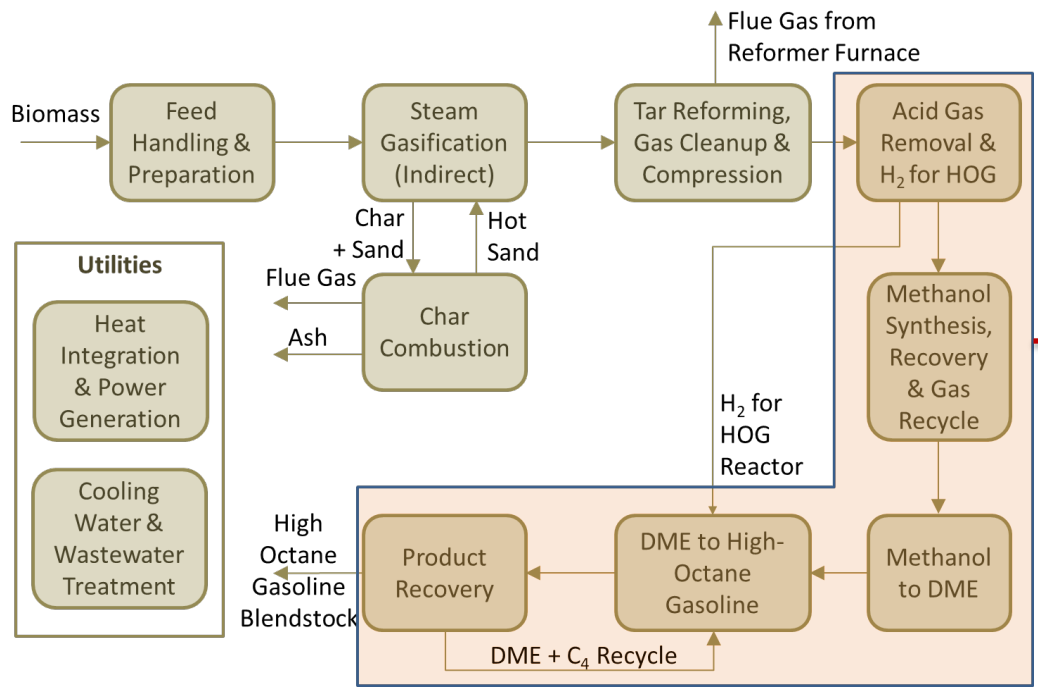 Flue Gas from
Reformer Furnace
Biomass
Feed
Handling &
Preparation
Steam
Gasification
(Indirect)
Tar Reforming,
Gas Cleanup &
Compression
Acid Gas
Removal &
H₂ for HOG
Char
+ Sand
Hot
Sand
Utilities
Heat
Integration
& Power
Generation
Cooling
Water &
Wastewater
Treatment
Flue Gas
Ash
Char
Combustion
Methanol
Synthesis,
Recovery
& Gas
Recycle
H₂ for
HOG
Reactor
High
Octane
Gasoline
Blendstock
Product
Recovery
DME to High-
Octane
Gasoline
Methanol
to DME
DME + C₄ Recycle